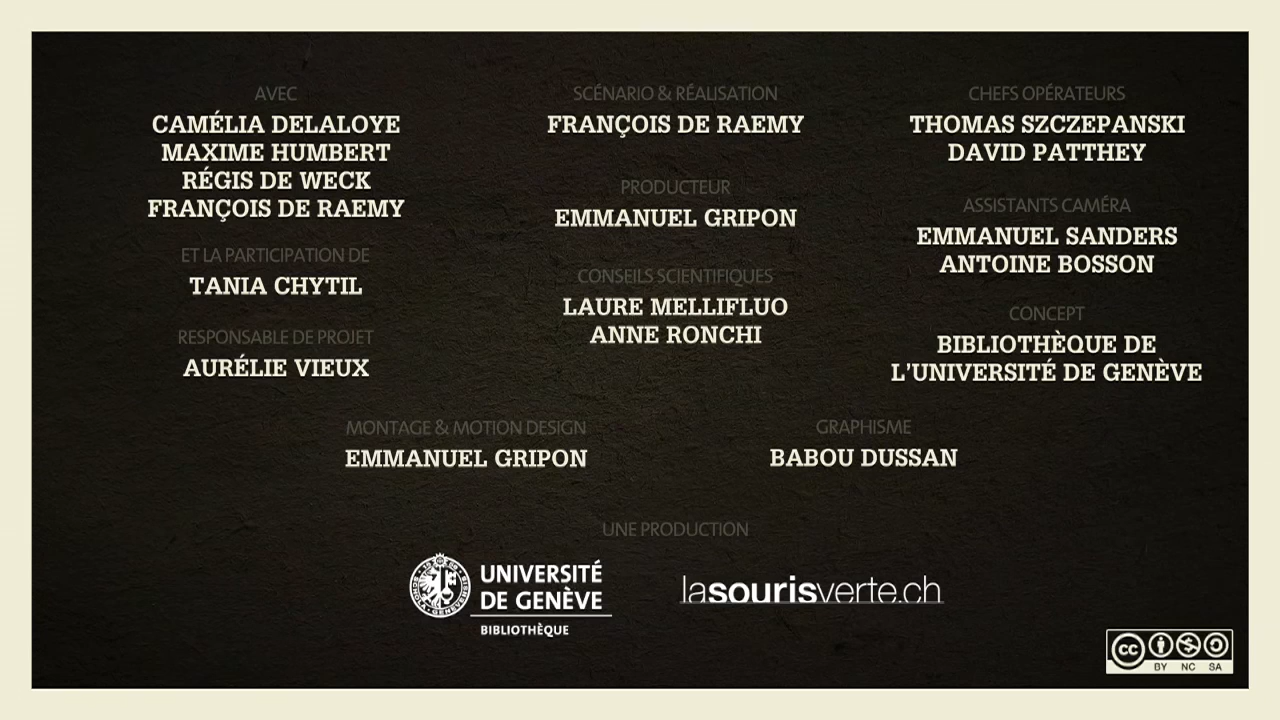 AVEC
CAMÉLIA DELALOYE
MAXIME HUMBERT
RÉGIS DE WECK
FRANÇOIS DE RAEMY
ET LA PARTICIPATION DE
TANIA CHYTIL
RESPONSABLE DE PROJET
AURÉLIE VIEUX
SCÉNARIO & RÉALISATION
FRANÇOIS DE RAEMY
PRODUCTEUR
EMMANUEL GRIPON
CONSEILS SCIENTIFIQUES
LAURE MELLIFLUO
ANNE RONCHI
CHEFS OPÉRATEURS
THOMAS SZCZEPANSKI
DAVID PATTHEY
ASSISTANTS CAMÉRA
EMMANUEL SANDERS
ANTOINE BOSSON
CONCEPT
BIBLIOTHÈQUE DE
L'UNIVERSITÉ DE GENÈVE
MONTAGE & MOTION DESIGN
EMMANUEL GRIPON
GRAPHISME
BABOU DUSSAN
UNE PRODUCTION
UNIVERSITÉ
DE GENÈVE
BIBLIOTHÈQUE
lasourisverte.ch
cc
BY NC SA